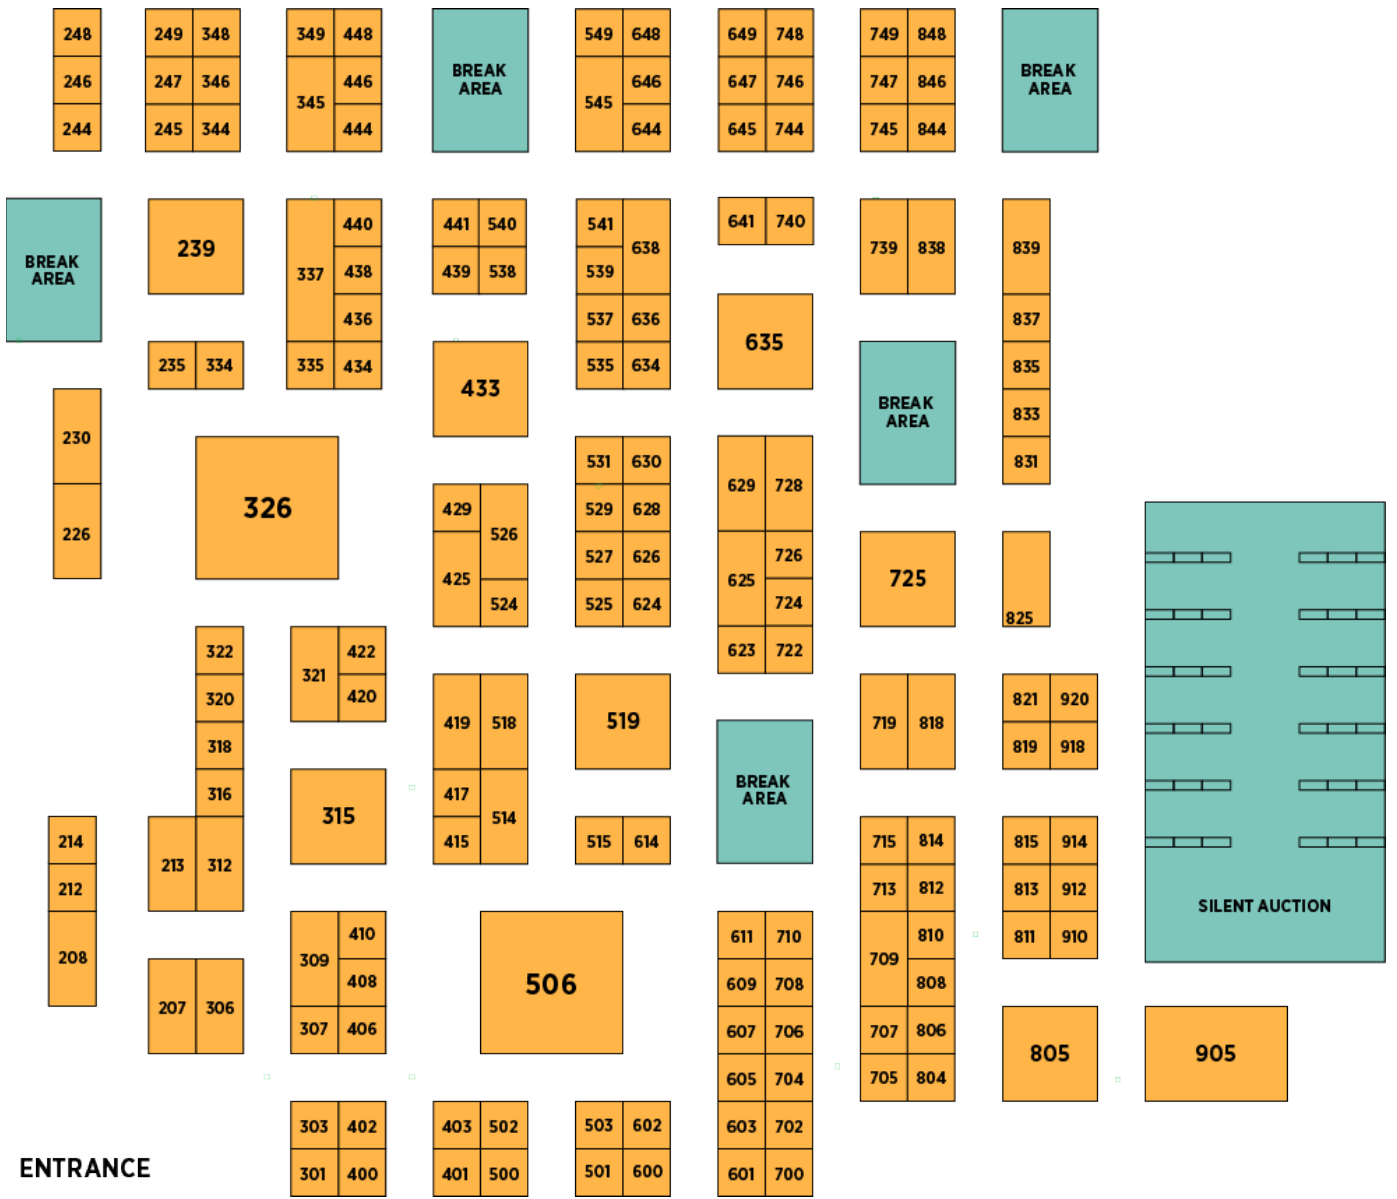 248 249 348 349 448 BREAK AREA 549 648 649 748 749 848 BREAK AREA
246 247 346 345 446 545 646 647 746 747 846
244 245 344 444 644 645 744 745 844
BREAK AREA 239 337 440 441 540 541 638 641 740 739 838 839
438 439 538 539
436 537 636 635 837
235 334 335 434 433 535 634 BREAK AREA 835
833
230 326 531 630 629 728 831
226 429 526 529 628
425 527 626 625 726 725
524 525 624 724 825
322 321 422 623 722
320 420 419 518 519 719 818 821 920
318 819 918
316 315 417 514 BREAK AREA
214 213 312 415 515 614 715 814 815 914
212 713 812 813 912 SILENT AUCTION
208 309 410 506 611 710 709 810 811 910
207 306 408 609 708 808
307 406 607 706 707 806 805 905
605 704 705 804
303 402 403 502 503 602 603 702
ENTRANCE 301 400 401 500 501 600 601 700